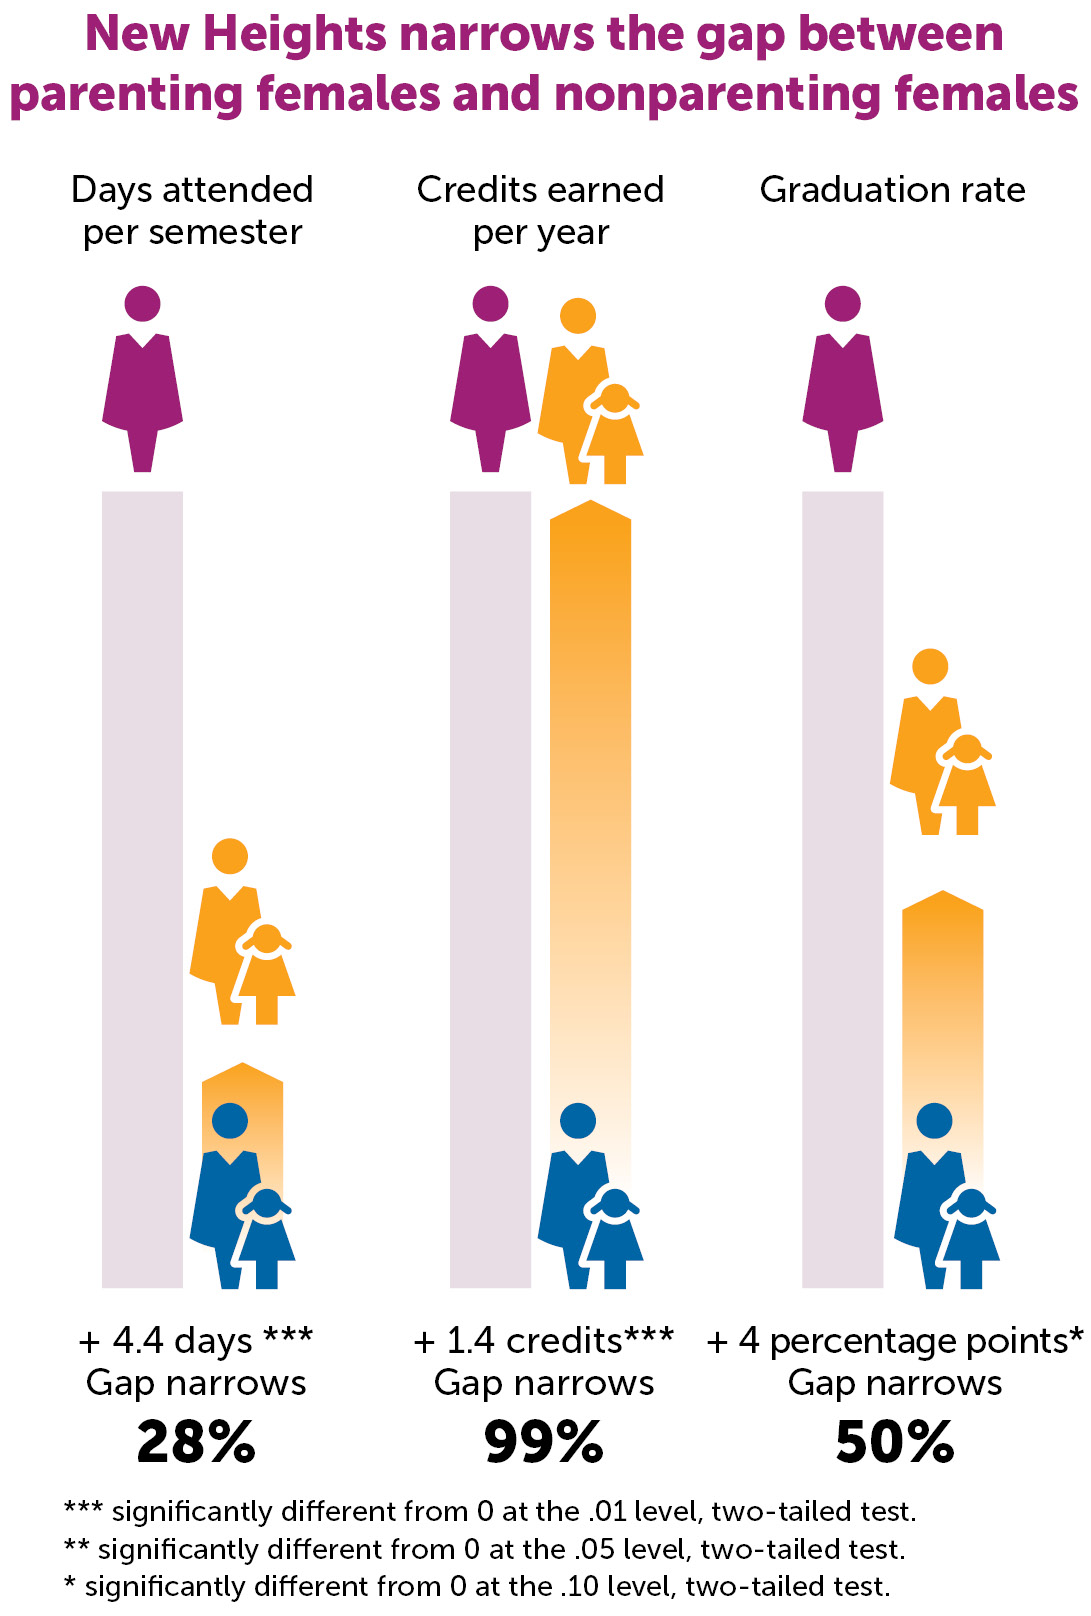 New Heights narrows the gap between
parenting females and nonparenting females
Days attended
per semester
Credits earned
per year
Graduation rate
+ 4.4 days ***
Gap narrows
28%
+ 1.4 credits***
Gap narrows
99%
+ 4 percentage points*
Gap narrows
50%
*** significantly different from 0 at the .01 level, two-tailed test.
** significantly different from 0 at the .05 level, two-tailed test.
* significantly different from 0 at the .10 level, two-tailed test.